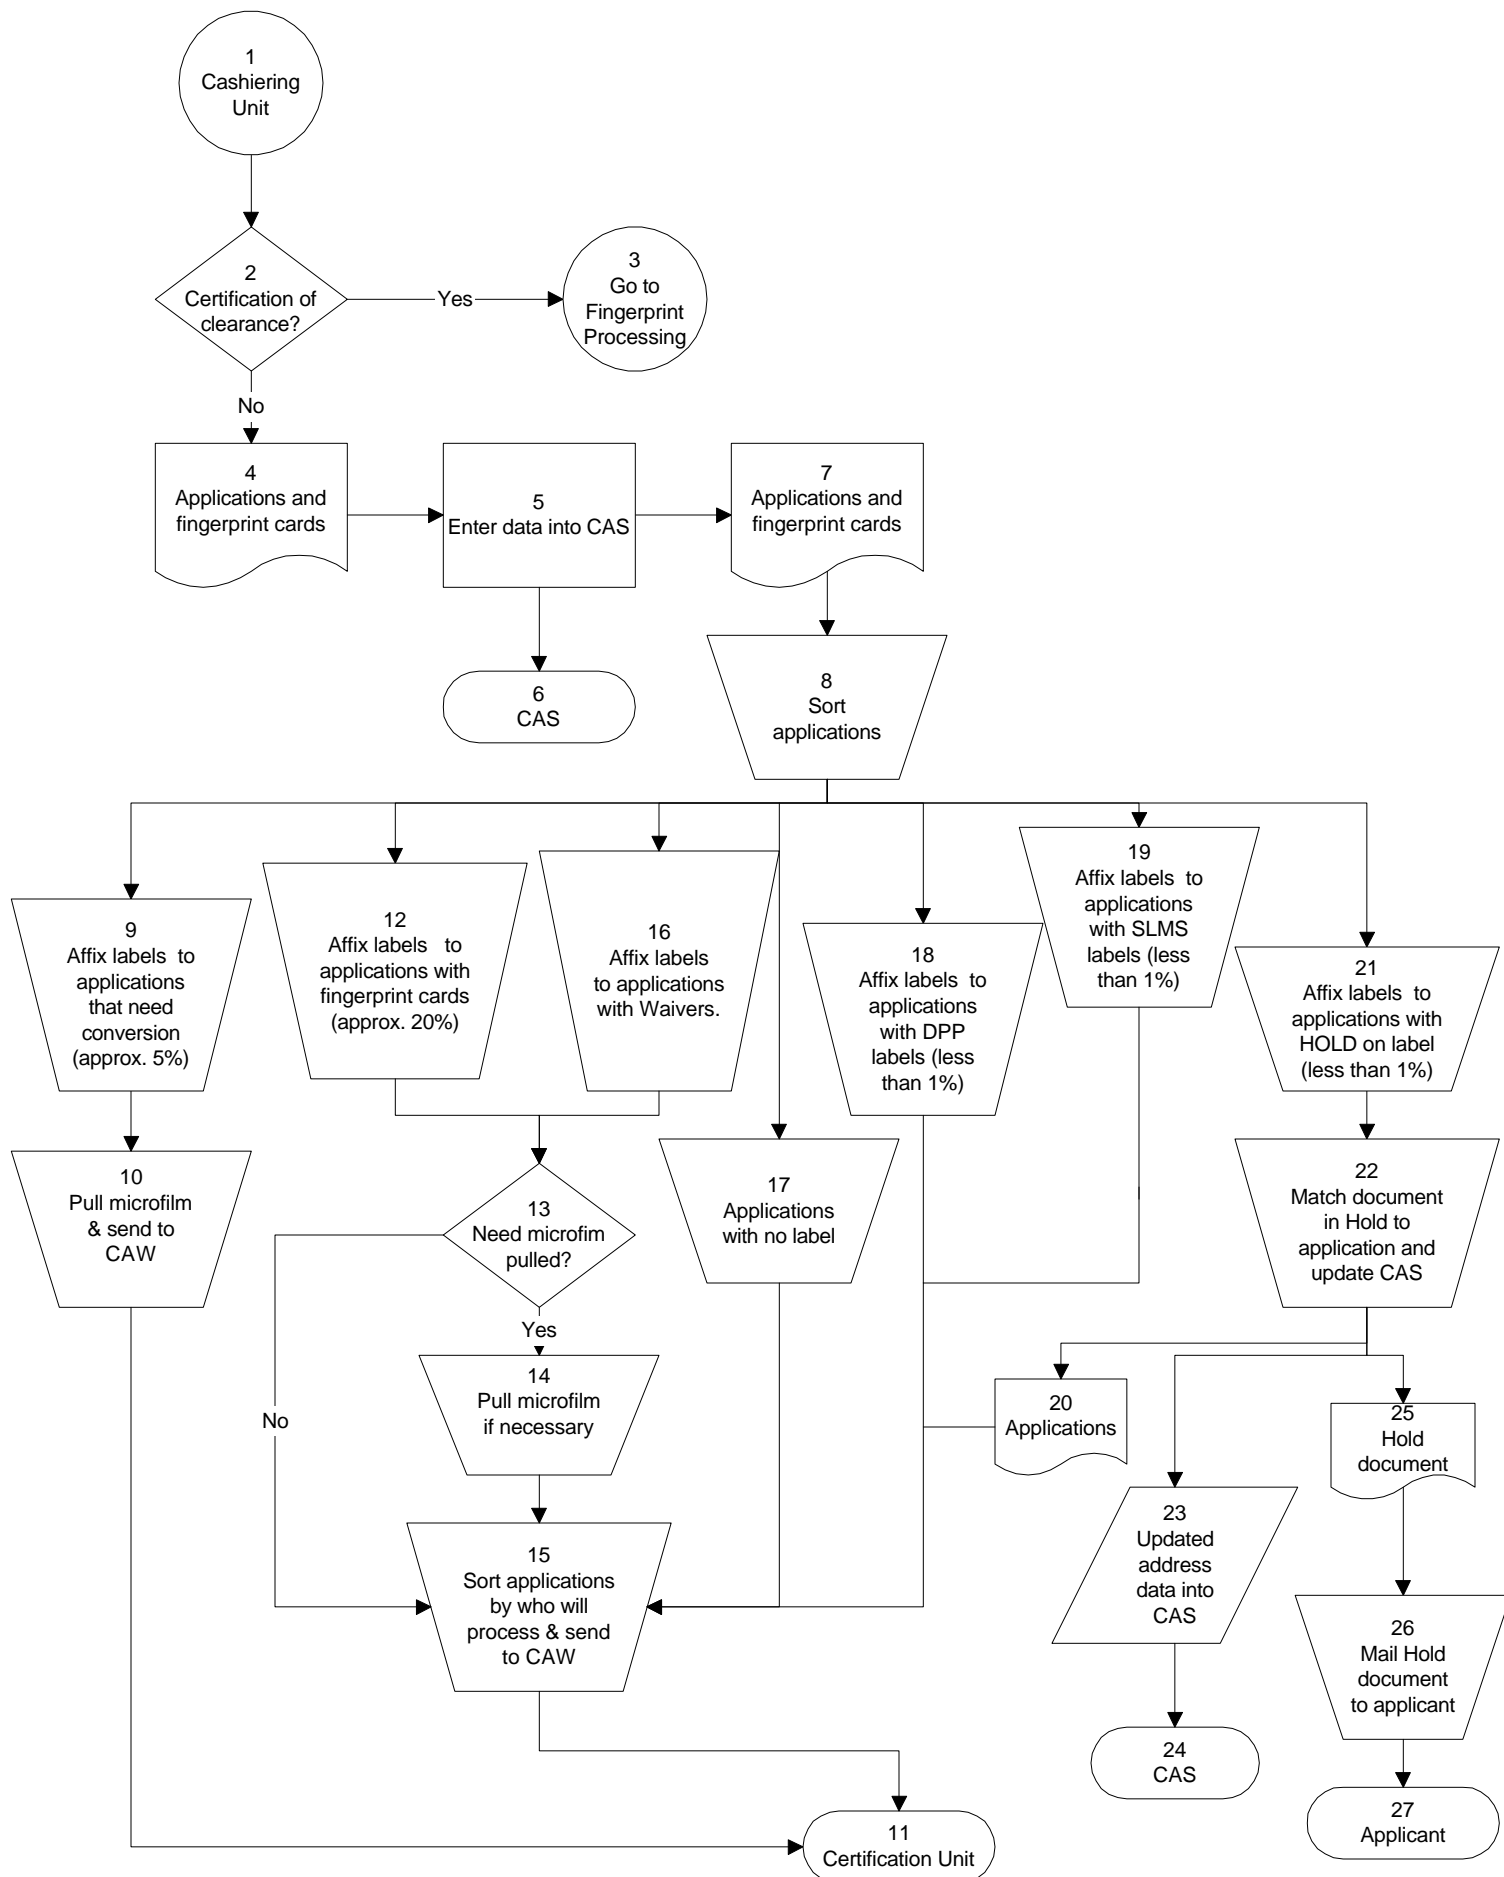 1
Cashiering
Unit
2
Certification of
clearance?
Yes
3
Go to
Fingerprint
Processing
No
4
Applications and
fingerprint cards
5
Enter data into CAS
7
Applications and
fingerprint cards
6
CAS
8
Sort
applications
9
Affix labels to
applications
that need
conversion
(approx. 5%)
12
Affix labels to
applications with
fingerprint cards
(approx. 20%)
16
Affix labels
to applications
with Waivers.
18
Affix labels to
applications
with DPP
labels (less
than 1%)
19
Affix labels to
applications
with SLMS
labels (less
than 1%)
21
Affix labels to
applications with
HOLD on label
(less than 1%)
10
Pull microfilm
& send to
CAW
13
Need microfim
pulled?
17
Applications
with no label
22
Match document
in Hold to
application and
update CAS
Yes
No
14
Pull microfilm
if necessary
20
Applications
25
Hold
document
15
Sort applications
by who will
process & send
to CAW
23
Updated
address
data into
CAS
26
Mail Hold
document
to applicant
24
CAS
11
Certification Unit
27
Applicant